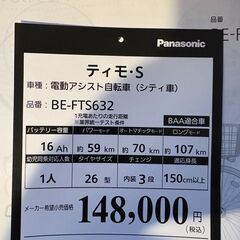 Panasonic
ティモ・S
車種：電動アシスト自転車（シティ車）
品番：BE-FTS632
1充電あたりの走行距離
※業界統一テスト条件
BAA適合車
バッテリー容量 パワーモード オートマチックモード ロングモード
16Ah 約59km 約70km 約107km
幼児同乗対応人数 タイヤサイズ チェンジ 適応身長
1人 26型 内装3段 150cm以上
メーカー希望小売価格 148,000円
（税込）